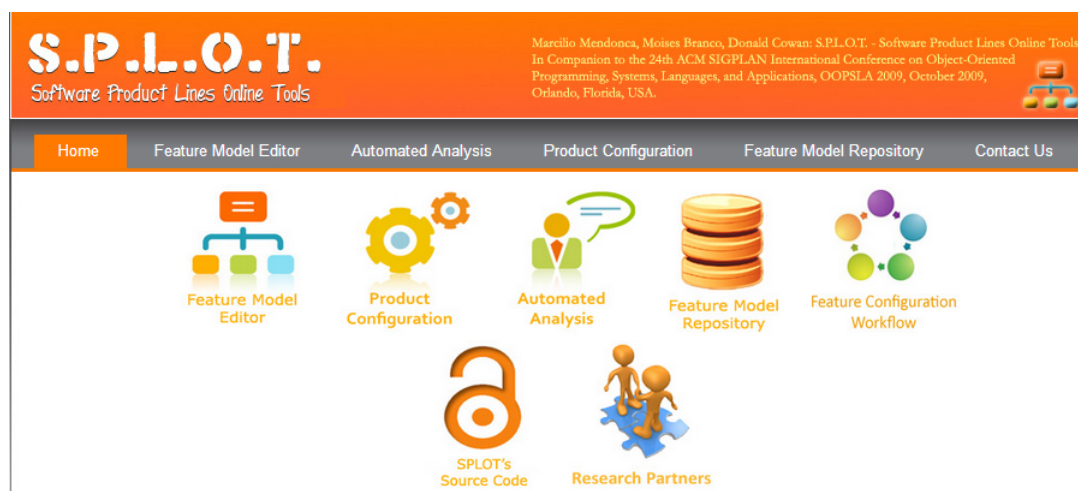 S.P.L.O.T.
Software Product Lines Online Tools
Marcilio Mendonca, Moises Branco, Donald Cowan: S.P.L.O.T. - Software Product Lines Online Tools
In Companion to the 24th ACM SIGPLAN International Conference on Object-Oriented
Programming, Systems, Languages, and Applications, OOPSLA 2009, October 2009,
Orlando, Florida, USA.
Home Feature Model Editor Automated Analysis Product Configuration Feature Model Repository Contact Us
Feature Model
Editor
Product
Configuration
Automated
Analysis
Feature Model
Repository
Feature Configuration
Workflow
SPLOT's
Source Code
Research Partners